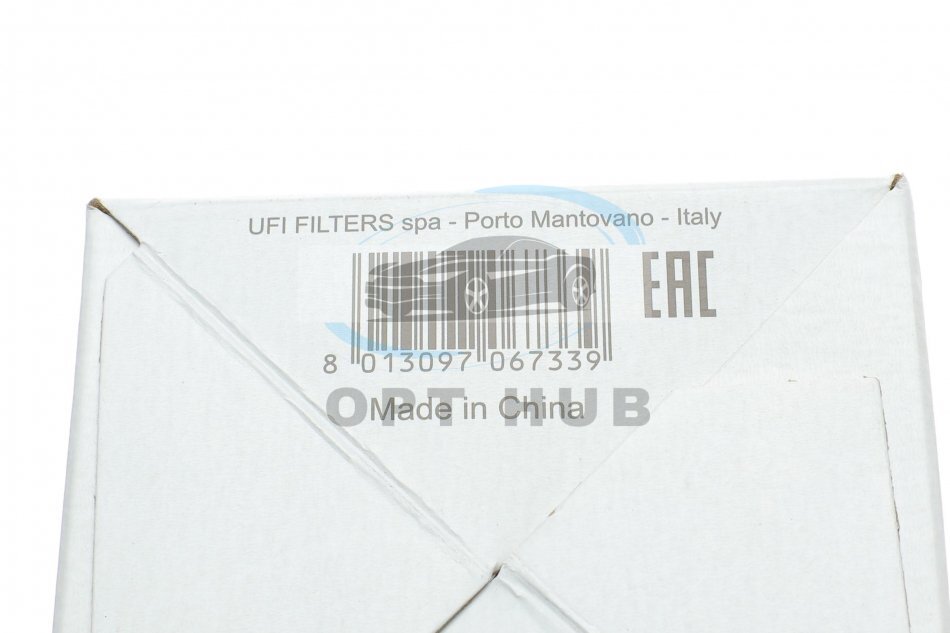 UFI FILTERS spa - Porto Mantovano - Italy
EAC
8 013097 067339
Made in China
OPT HUB